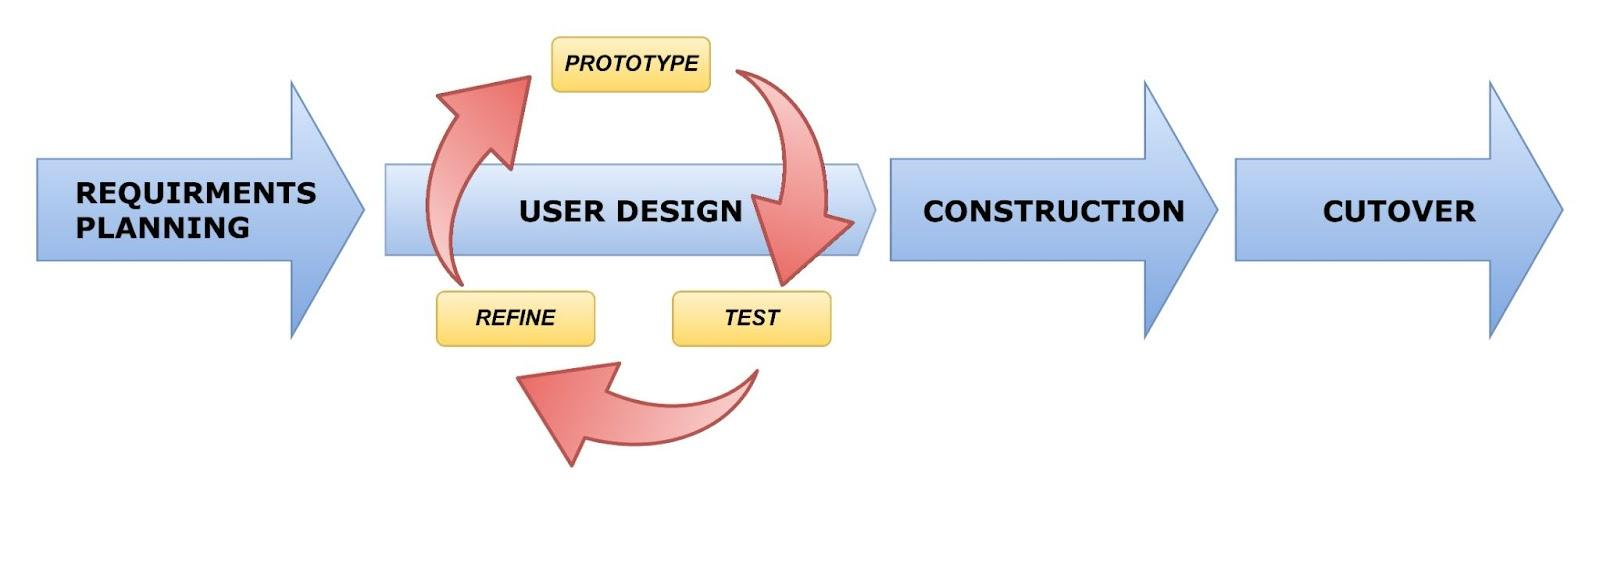 PROTOTYPE
REQUIRMENTS
PLANNING
USER DESIGN
CONSTRUCTION
CUTOVER
REFINE
TEST